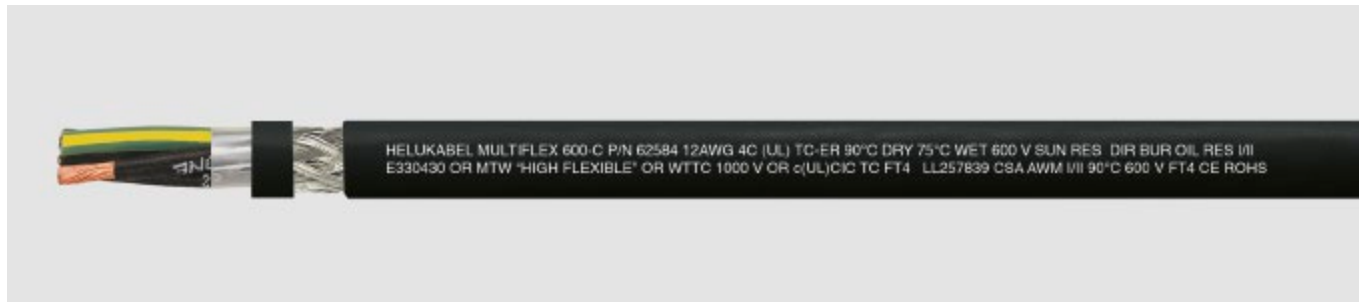 HELUKABEL MULTIFLEX 600-C P/N 62584 12AWG 4C (UL) TC-ER 90°C DRY 75°C WET 600 V SUN RES DIR BUR OIL RES I/II
E330430 OR MTW "HIGH FLEXIBLE" OR WTTC 1000 V OR c(UL)CIC TC FT4 LL257839 CSA AWM I/II 90°C 600 V FT4 CE ROHS